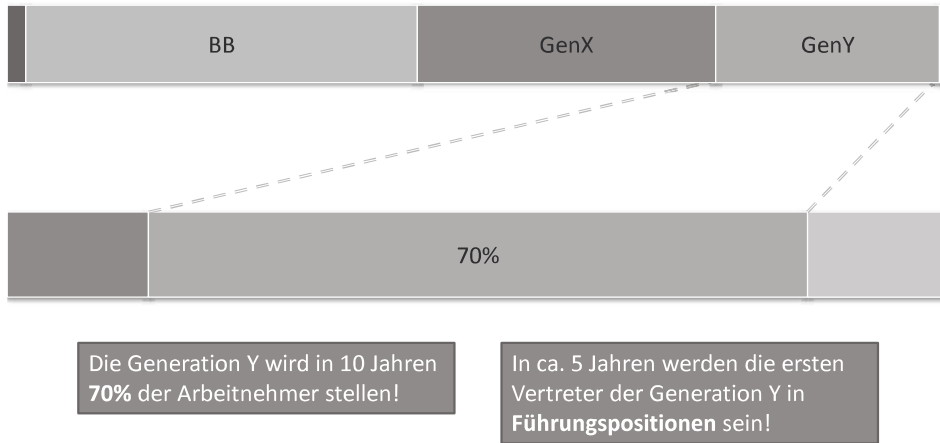 BB
GenX
GenY
70%
Die Generation Y wird in 10 Jahren
70% der Arbeitnehmer stellen!
In ca. 5 Jahren werden die ersten
Vertreter der Generation Y in
Führungspositionen sein!